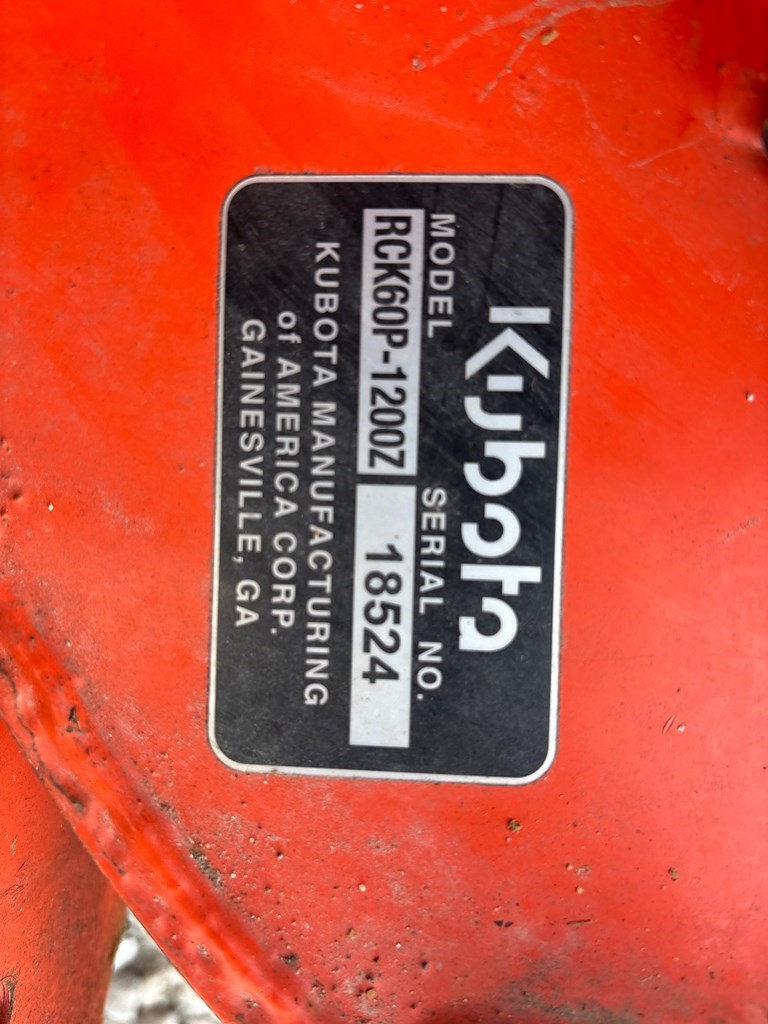 Kubota
MODEL SERIAL NO.
RCK60P-1200Z 18524
KUBOTA MANUFACTURING
of AMERICA CORP.
GAINESVILLE, GA